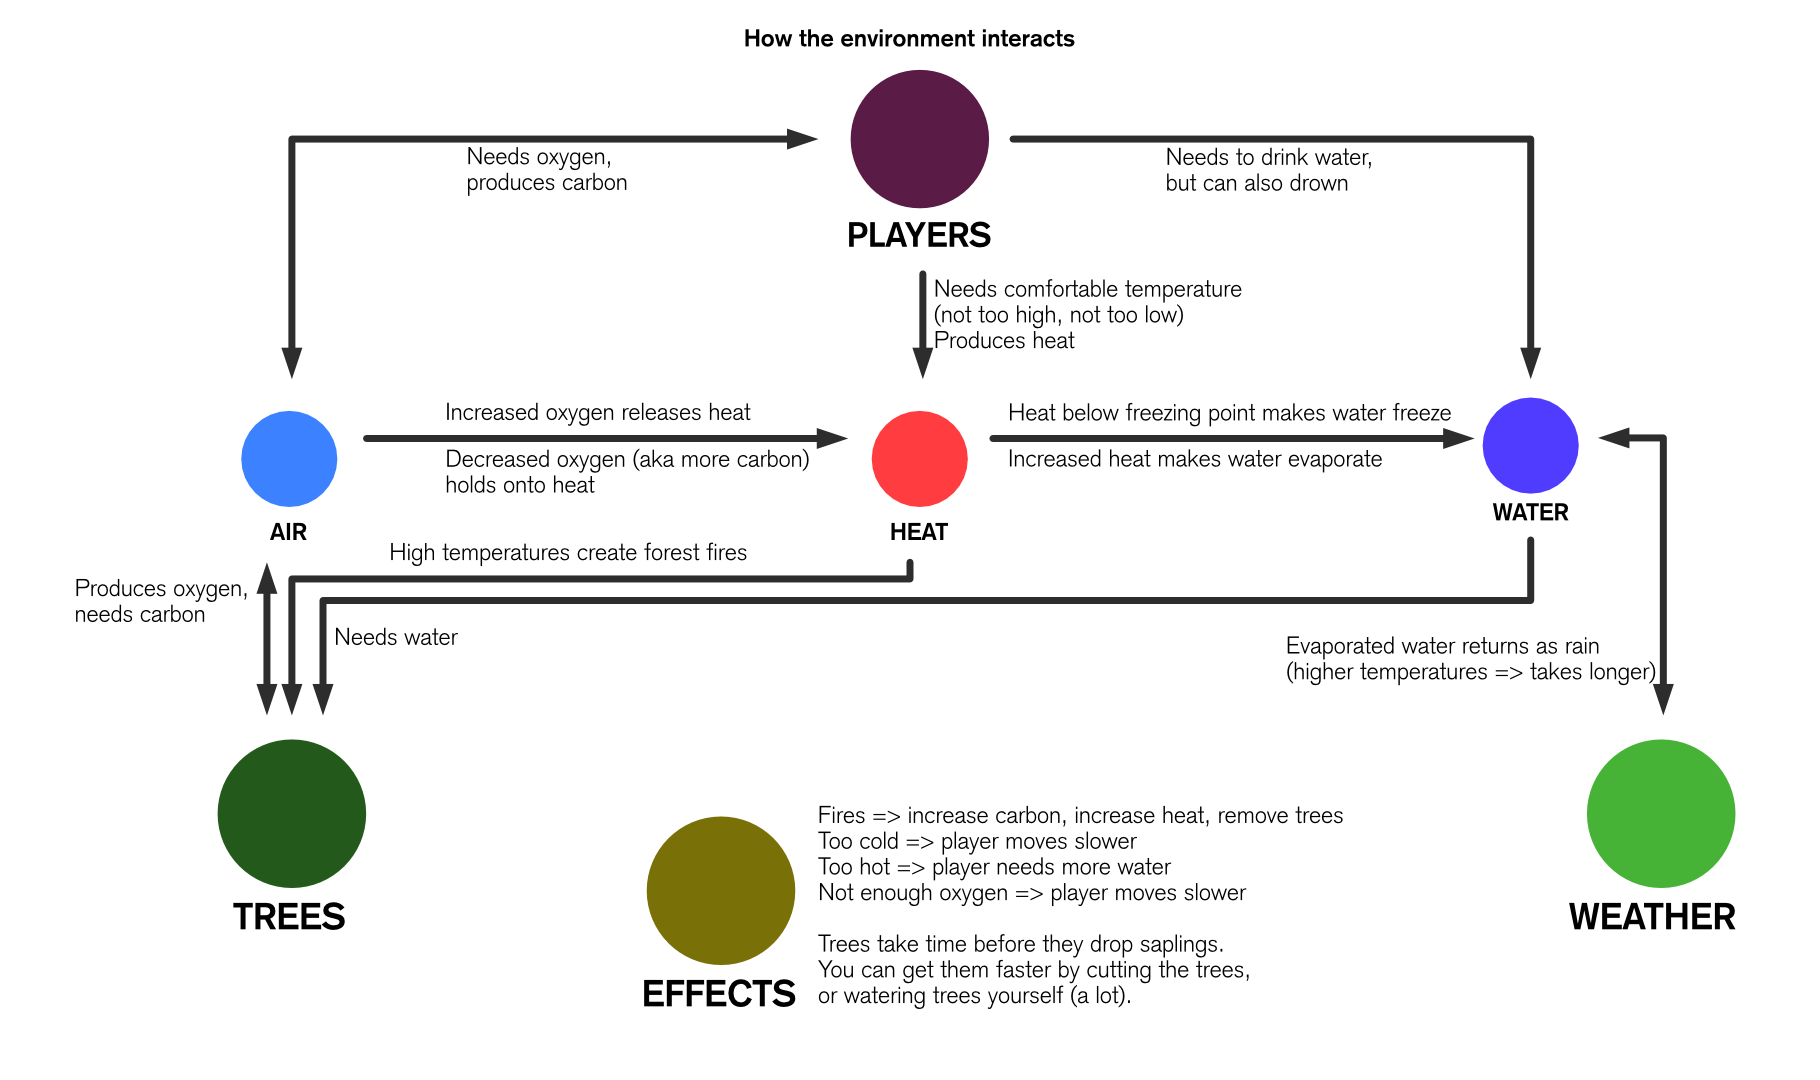 How the environment interacts
Needs oxygen,
produces carbon
Needs to drink water,
but can also drown
PLAYERS
Needs comfortable temperature
(not too high, not too low)
Produces heat
Increased oxygen releases heat
Decreased oxygen (aka more carbon)
holds onto heat
Heat below freezing point makes water freeze
Increased heat makes water evaporate
AIR
HEAT
WATER
High temperatures create forest fires
Produces oxygen,
needs carbon
Needs water
Evaporated water returns as rain
(higher temperatures => takes longer)
TREES
WEATHER
EFFECTS
Fires => increase carbon, increase heat, remove trees
Too cold => player moves slower
Too hot => player needs more water
Not enough oxygen => player moves slower
Trees take time before they drop saplings.
You can get them faster by cutting the trees,
or watering trees yourself (a lot).